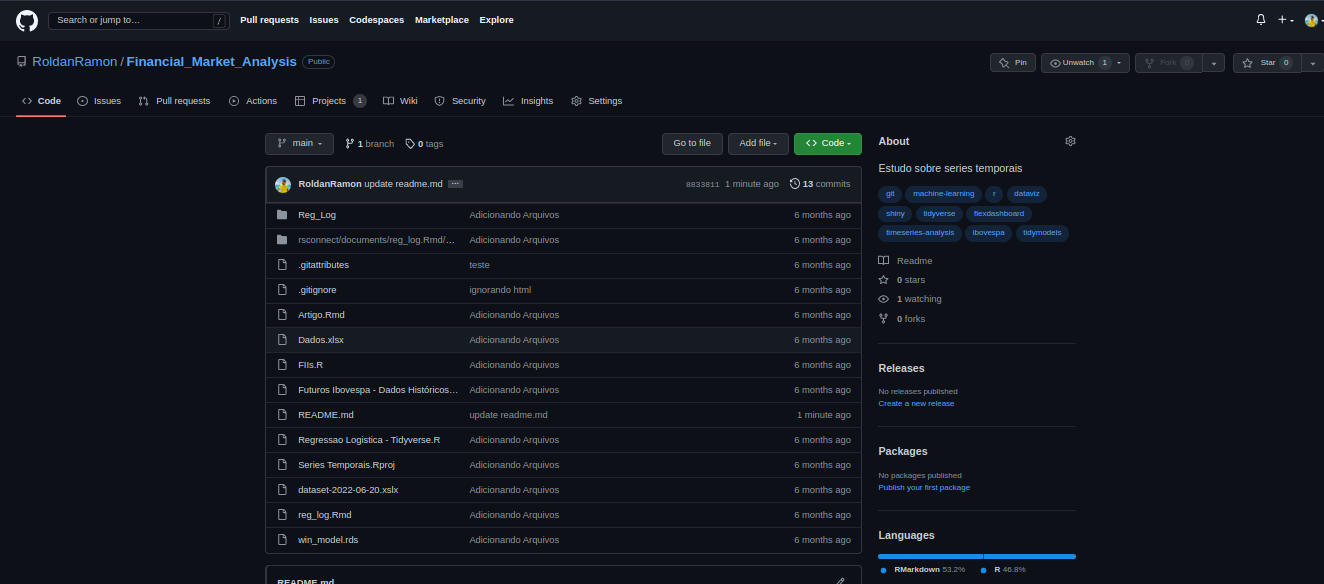 Search or jump to… /
Pull requests Issues Codespaces Marketplace Explore
RoldanRamon / Financial_Market_Analysis Public
Pin Unwatch 1 Fork 0 Star 0
Code Issues Pull requests Actions Projects 1 Wiki Security Insights Settings
main 1 branch 0 tags Go to file Add file Code
RoldanRamon update readme.md ··· 8833811 1 minute ago 13 commits
Reg_Log Adicionando Arquivos 6 months ago
rsconnect/documents/reg_log.Rmd/… Adicionando Arquivos 6 months ago
.gitattributes teste 6 months ago
.gitignore ignorando html 6 months ago
Artigo.Rmd Adicionando Arquivos 6 months ago
Dados.xlsx Adicionando Arquivos 6 months ago
FIIs.R Adicionando Arquivos 6 months ago
Futuros Ibovespa - Dados Históricos… Adicionando Arquivos 6 months ago
README.md update readme.md 1 minute ago
Regressao Logistica - Tidyverse.R Adicionando Arquivos 6 months ago
Series Temporais.Rproj Adicionando Arquivos 6 months ago
dataset-2022-06-20.xslx Adicionando Arquivos 6 months ago
reg_log.Rmd Adicionando Arquivos 6 months ago
win_model.rds Adicionando Arquivos 6 months ago
README.md
About
Estudo sobre series temporais
git machine-learning r dataviz
shiny tidyverse flexdashboard
timeseries-analysis ibovespa tidymodels
Readme
0 stars
1 watching
0 forks
Releases
No releases published
Create a new release
Packages
No packages published
Publish your first package
Languages
RMarkdown 53.2% R 46.8%